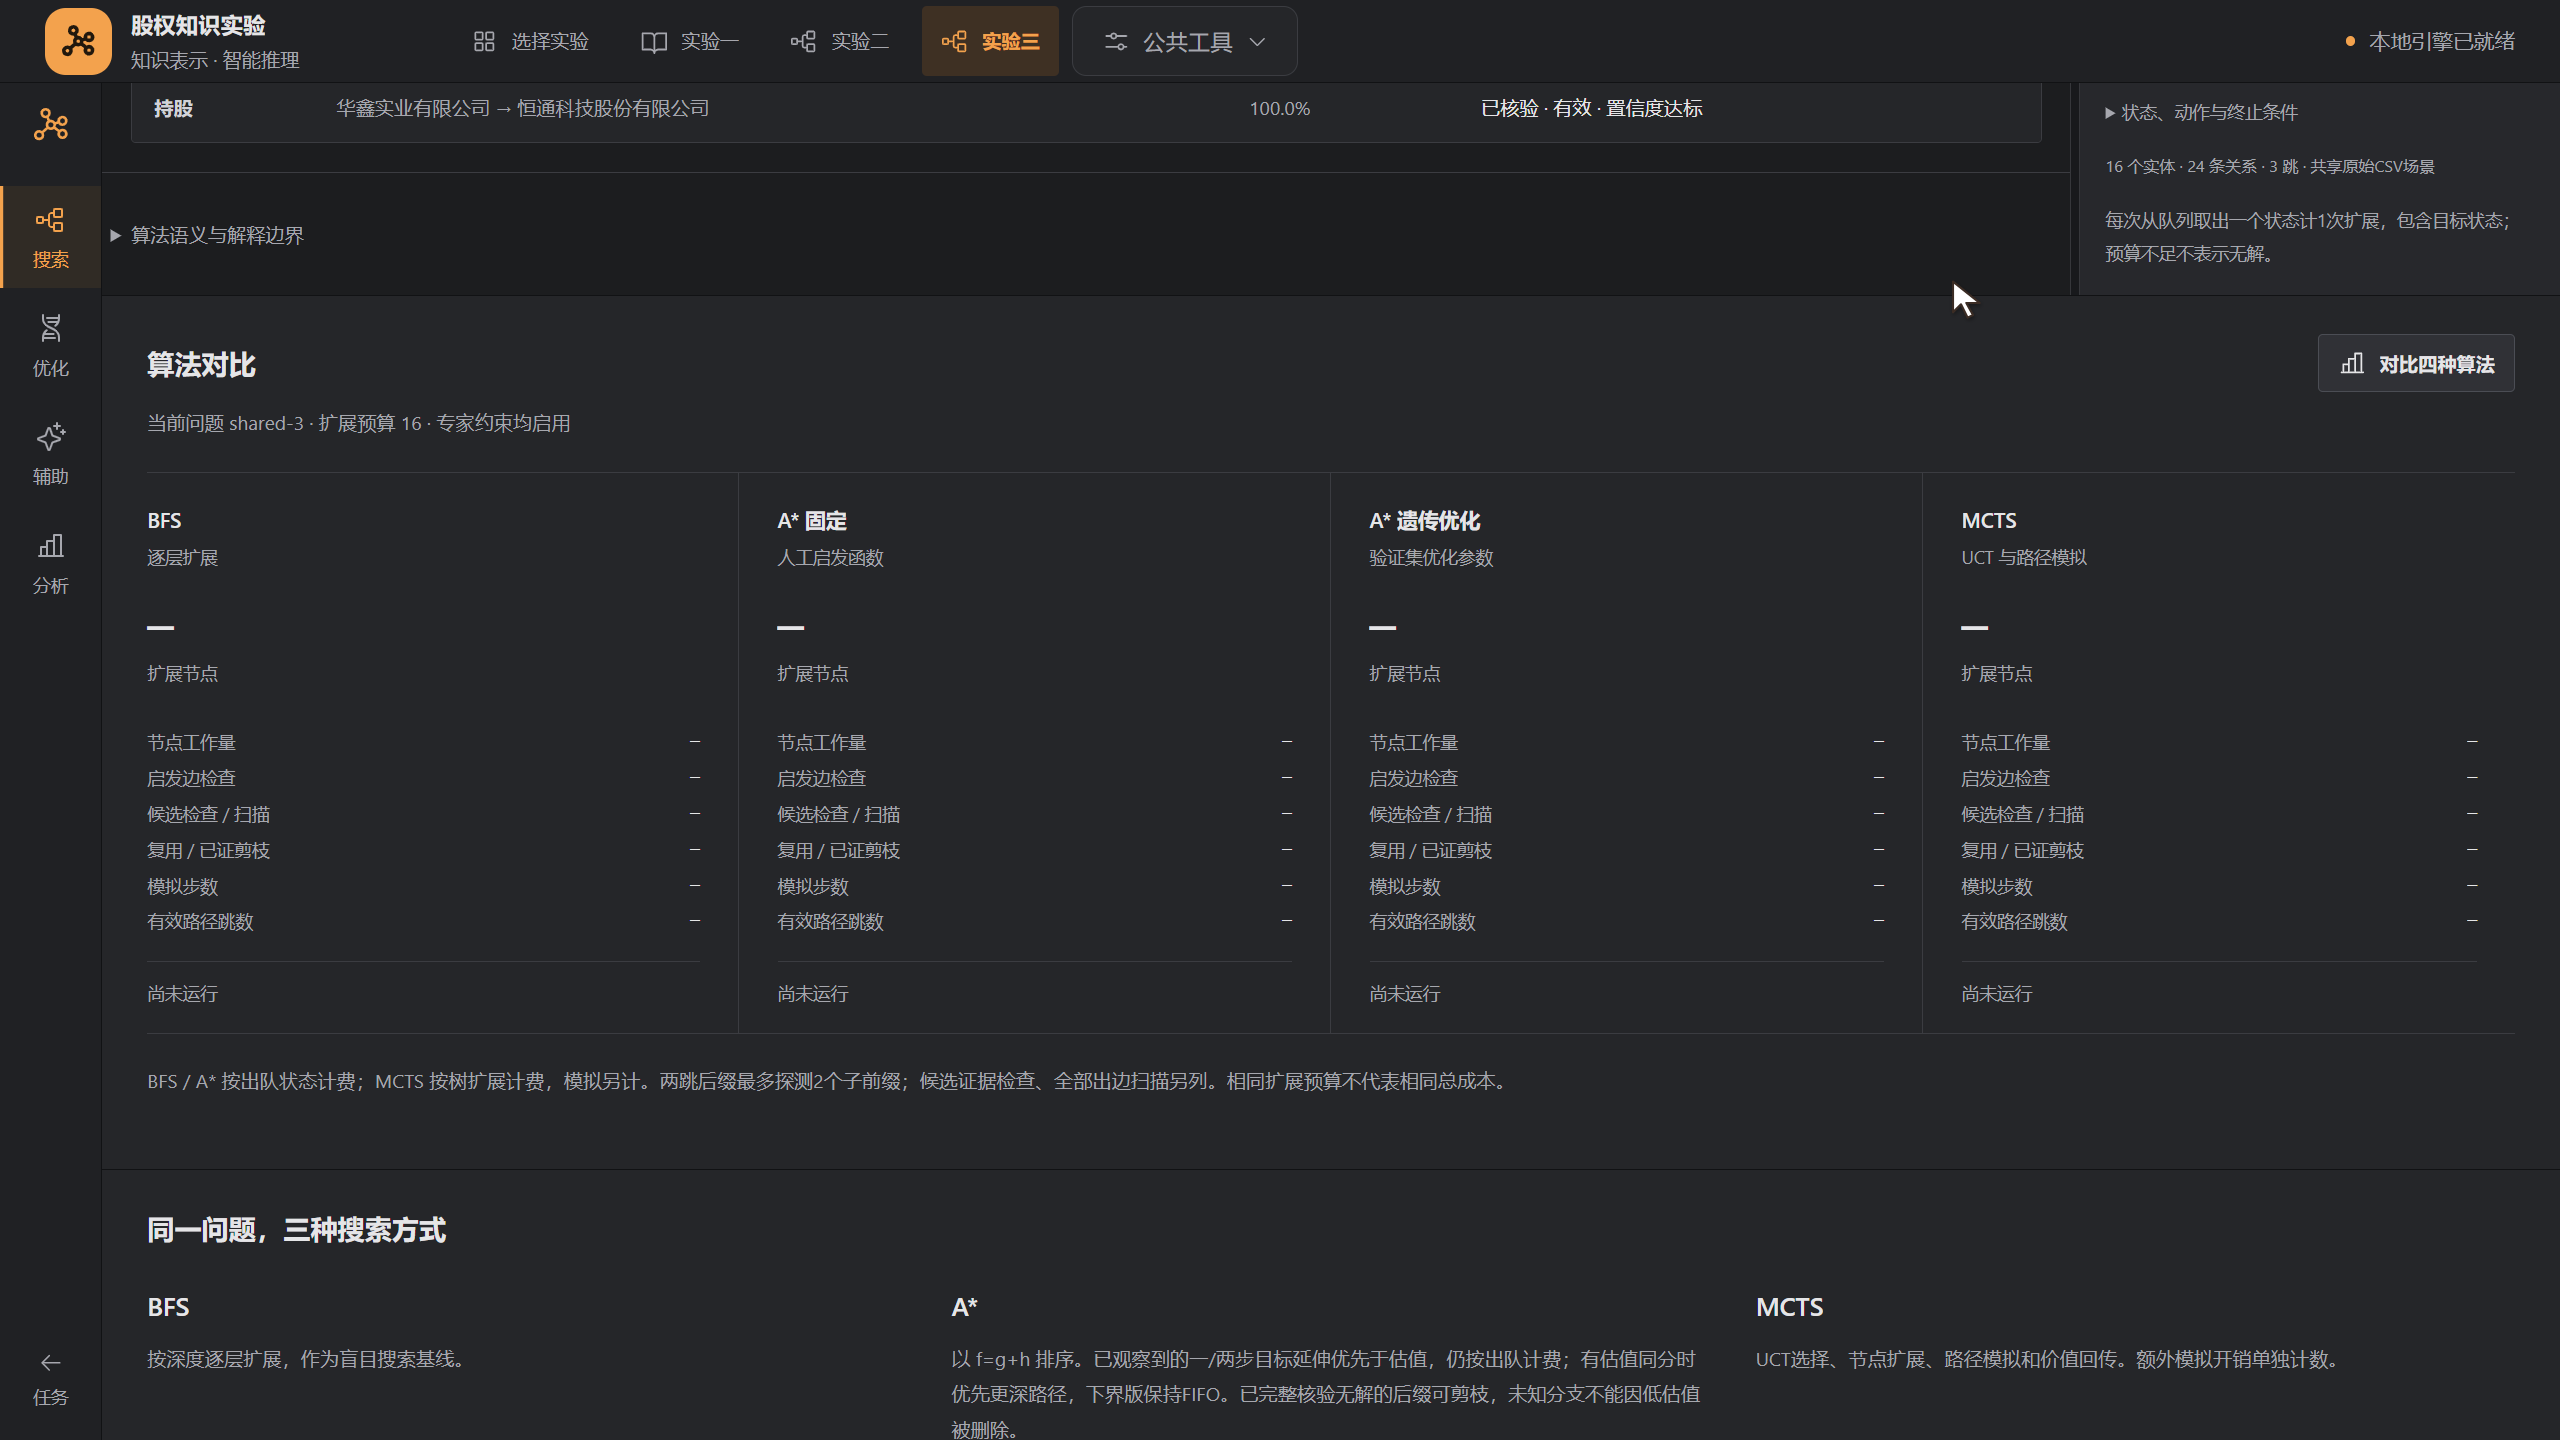 股权知识实验
知识表示 · 智能推理
选择实验
实验一
实验二
实验三
公共工具
本地引擎已就绪
搜索
优化
辅助
分析
任务
持股 华鑫实业有限公司 → 恒通科技股份有限公司 100.0% 已核验 · 有效 · 置信度达标
算法语义与解释边界
状态、动作与终止条件
16 个实体 · 24 条关系 · 3 跳 · 共享原始CSV场景
每次从队列取出一个状态计1次扩展，包含目标状态；
预算不足不表示无解。
算法对比
对比四种算法
当前问题 shared-3 · 扩展预算 16 · 专家约束均启用
BFS
逐层扩展
—
扩展节点
节点工作量 –
启发边检查 –
候选检查 / 扫描 –
复用 / 已证剪枝 –
模拟步数 –
有效路径跳数 –
尚未运行
A* 固定
人工启发函数
—
扩展节点
节点工作量 –
启发边检查 –
候选检查 / 扫描 –
复用 / 已证剪枝 –
模拟步数 –
有效路径跳数 –
尚未运行
A* 遗传优化
验证集优化参数
—
扩展节点
节点工作量 –
启发边检查 –
候选检查 / 扫描 –
复用 / 已证剪枝 –
模拟步数 –
有效路径跳数 –
尚未运行
MCTS
UCT 与路径模拟
—
扩展节点
节点工作量 –
启发边检查 –
候选检查 / 扫描 –
复用 / 已证剪枝 –
模拟步数 –
有效路径跳数 –
尚未运行
BFS / A* 按出队状态计费；MCTS 按树扩展计费，模拟另计。两跳后缀最多探测2个子前缀；候选证据检查、全部出边扫描另列。相同扩展预算不代表相同总成本。
同一问题，三种搜索方式
BFS
按深度逐层扩展，作为盲目搜索基线。
A*
以 f=g+h 排序。已观察到的一/两步目标延伸优先于估值，仍按出队计费；有估值同分时
优先更深路径，下界版保持FIFO。已完整核验无解的后缀可剪枝，未知分支不能因低估值
被删除。
MCTS
UCT选择、节点扩展、路径模拟和价值回传。额外模拟开销单独计数。